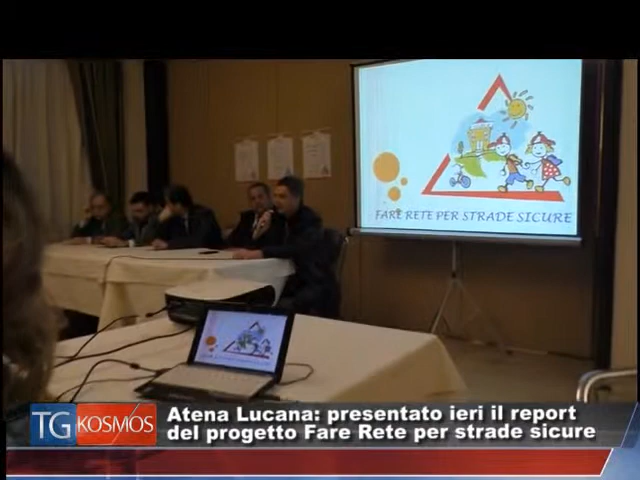 FARE RETE PER STRADE SICURE
TG KOSMOS
Atena Lucana: presentato ieri il report
del progetto Fare Rete per strade sicure